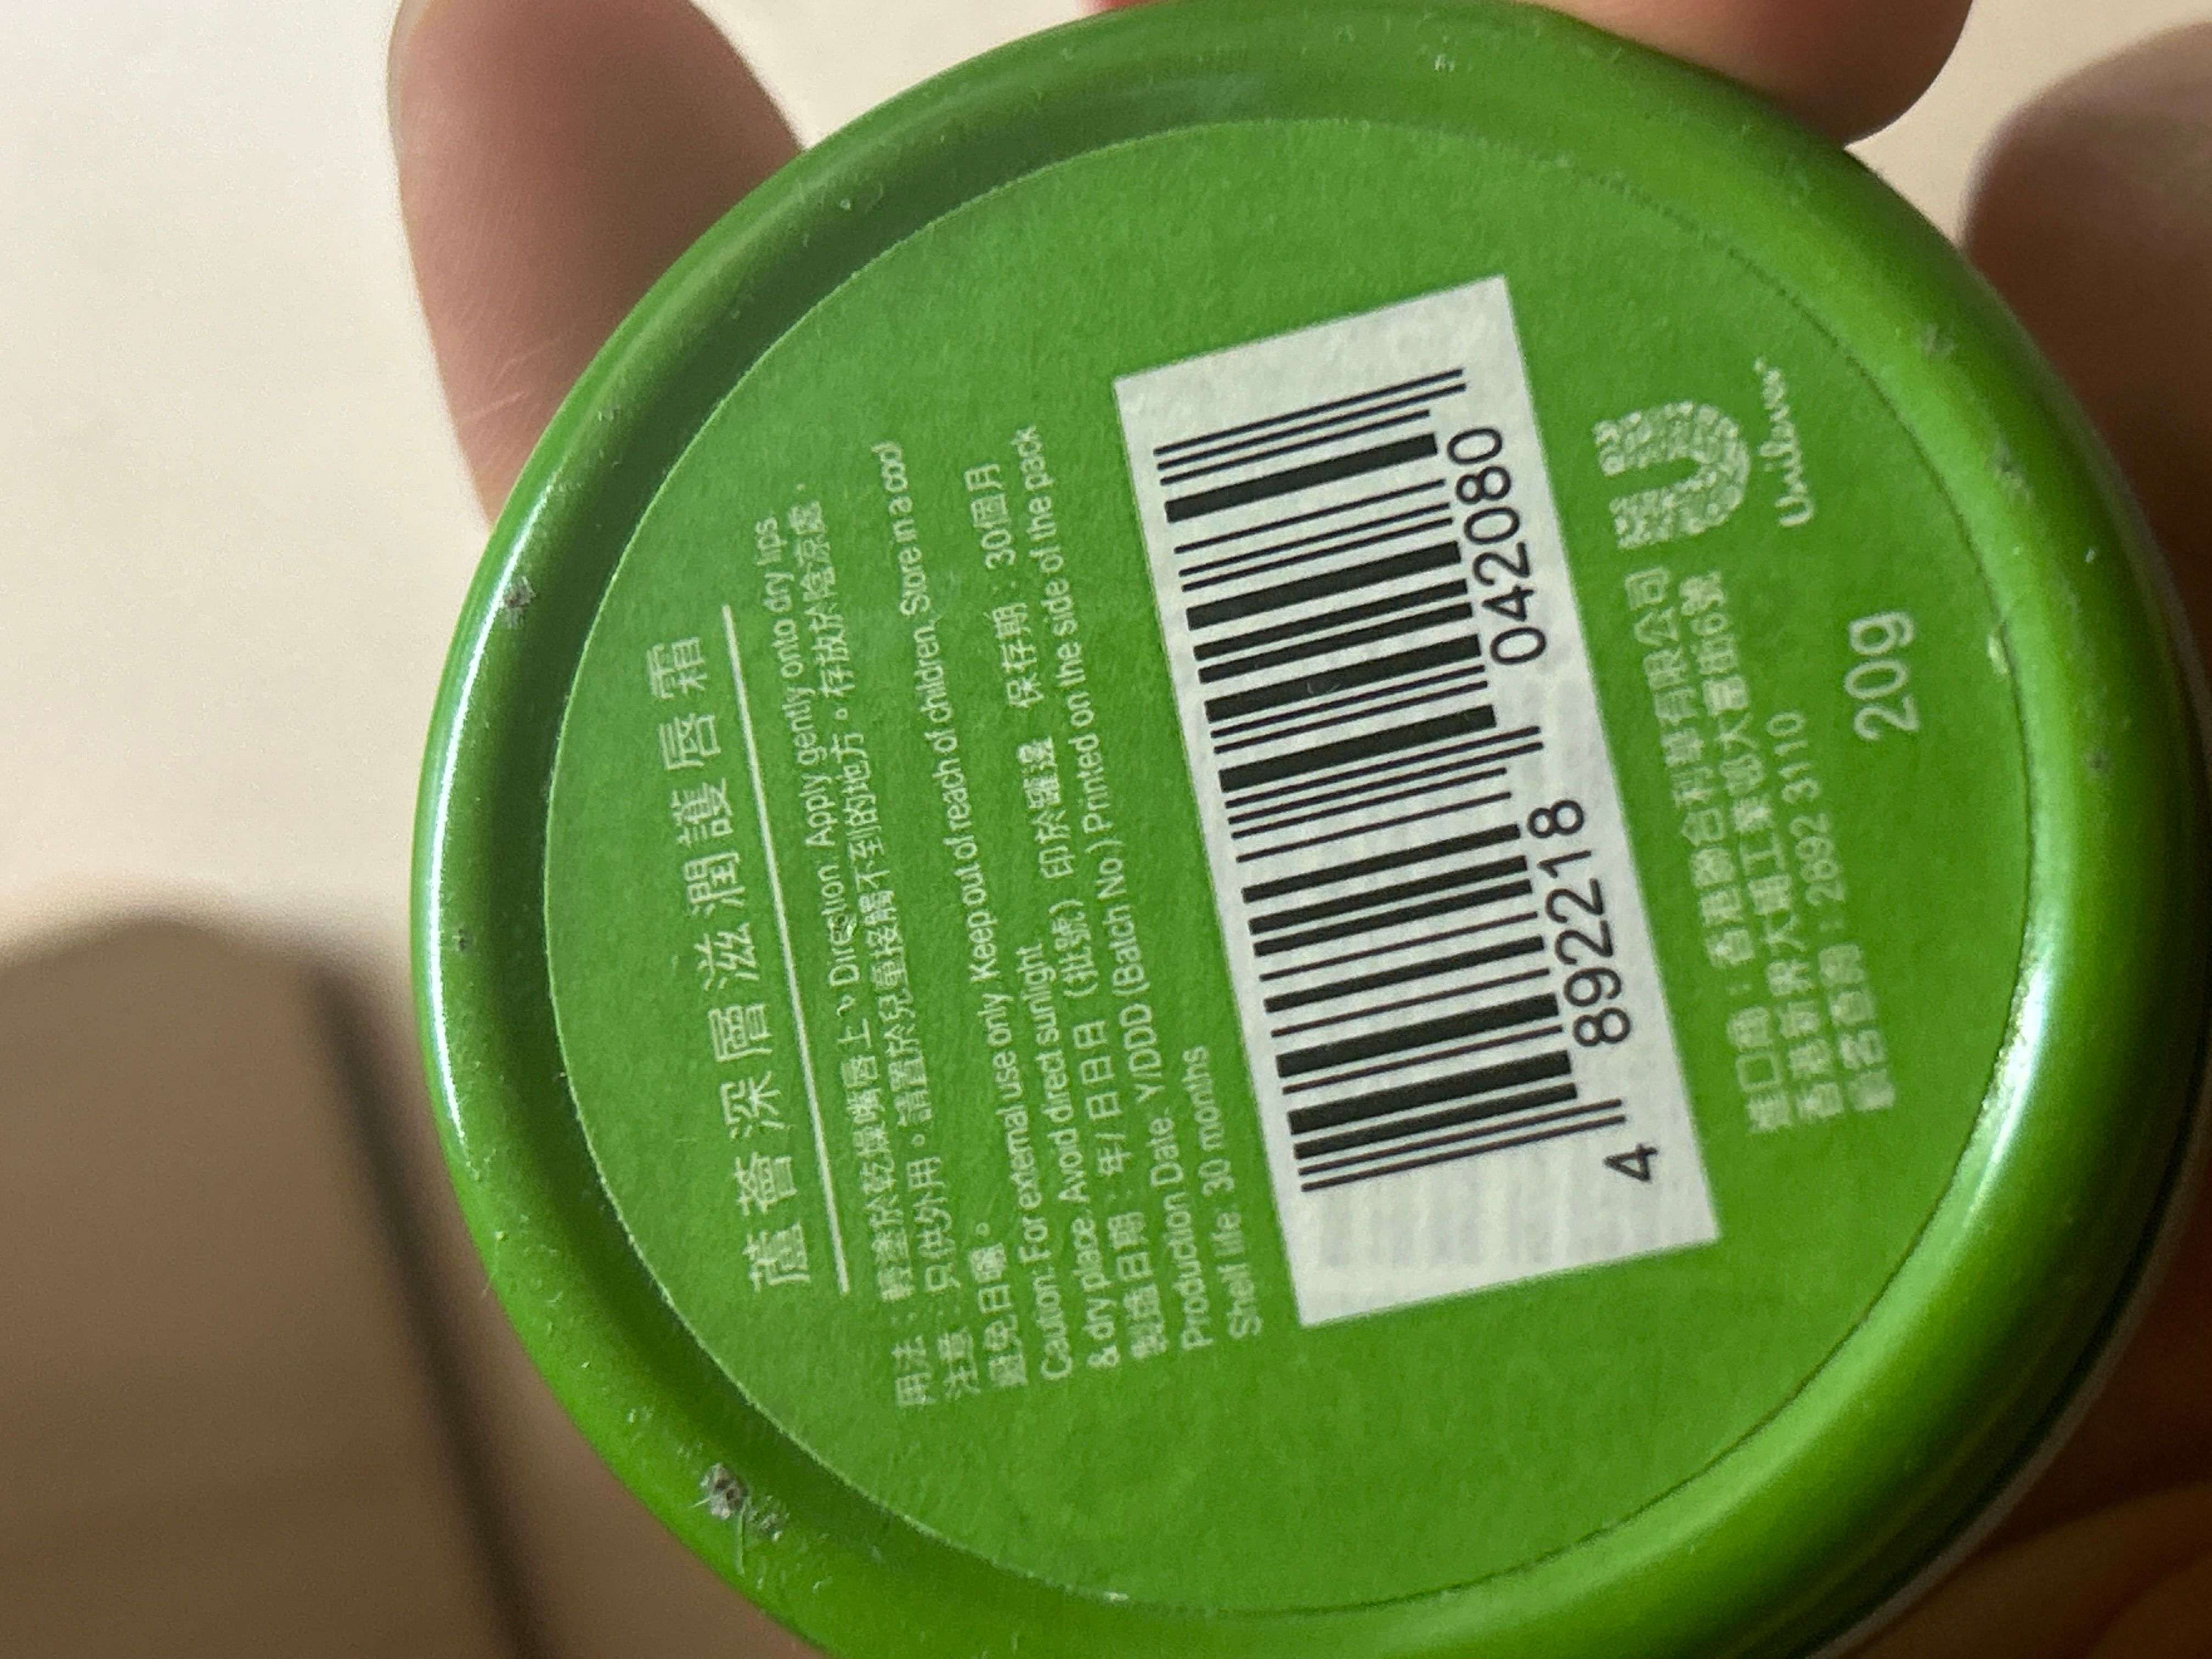 蘆薈深層滋潤護唇霜
用法：輕塗於乾燥嘴唇上。Direction: Apply gently onto dry lips
注意：只供外用。請置於兒童接觸不到的地方。存放於陰涼處，
避免日曬。
Caution: For external use only. Keep out of reach of children. Store in a cool
& dry place. Avoid direct sunlight
製造日期：年/日日日（批號）印於罐邊 保存期：30個月
Production Date: Y/DDD (Batch No.) Printed on the side of the pack
Shelf life: 30 months
4 892218 042080
進口商：香港聯合利華有限公司
香港新界大埔工業邨大富街6號
顧客查詢：2892 3110
Unilever
20g